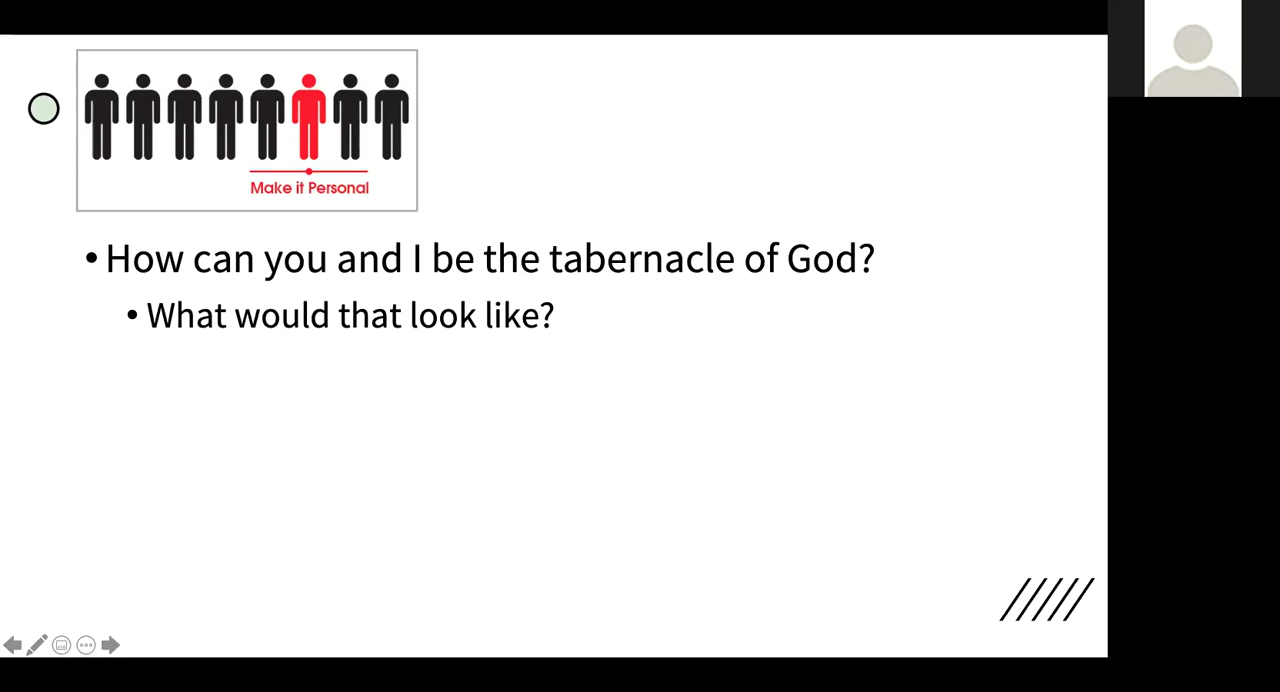 Make it Personal
• How can you and I be the tabernacle of God?
• What would that look like?